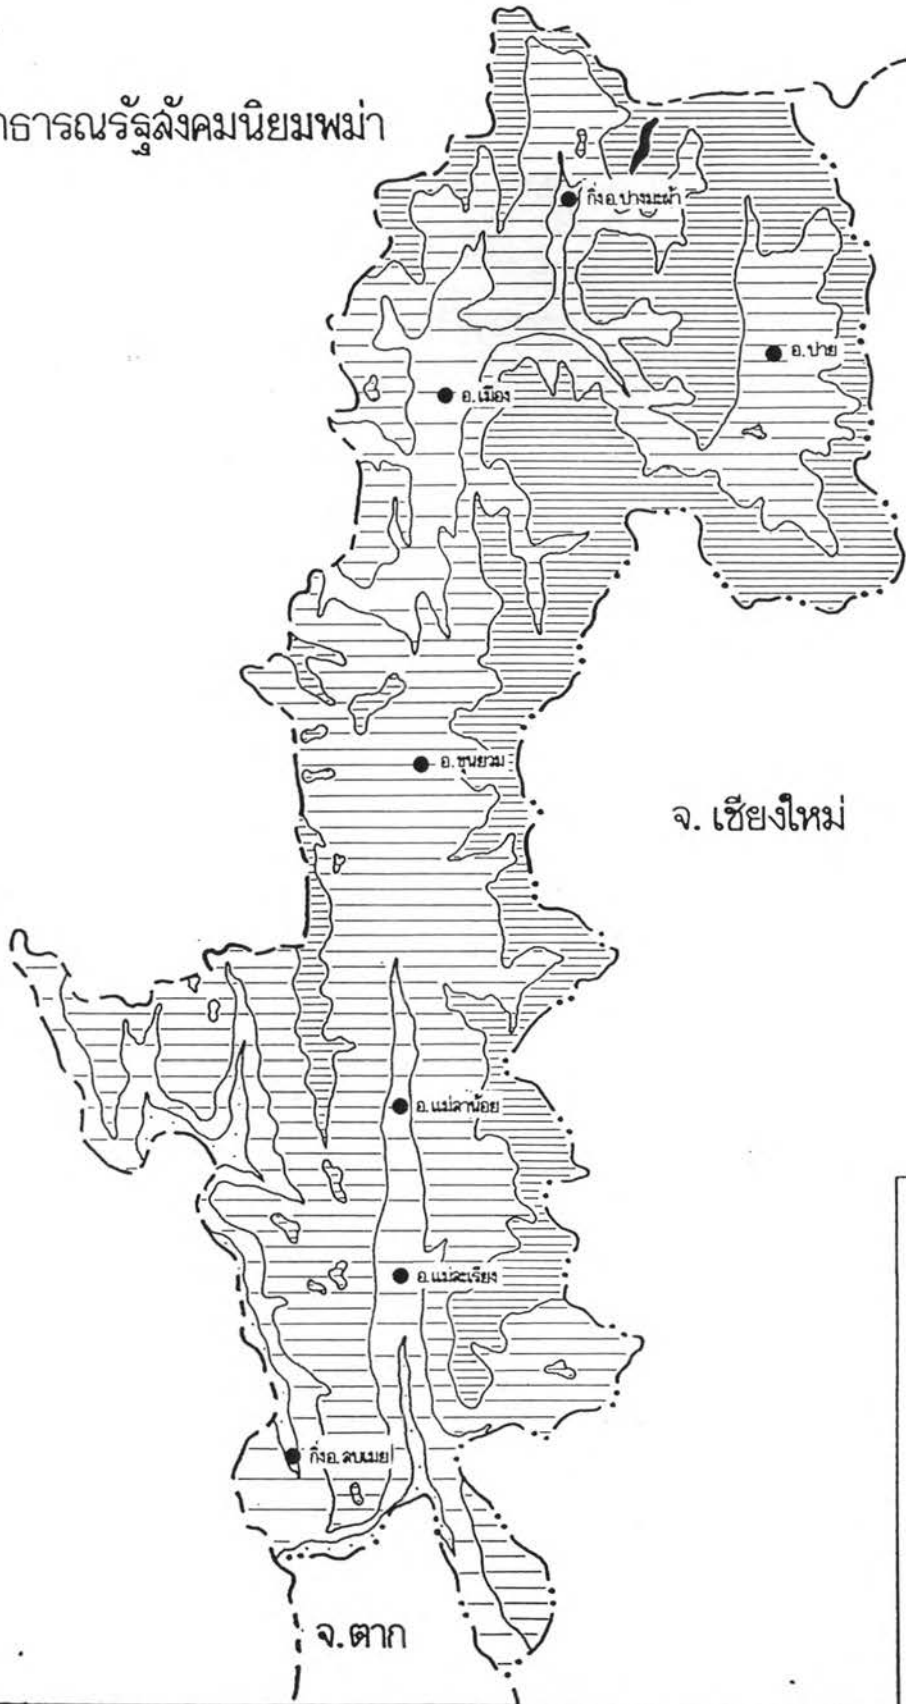 าธารณรัฐสังคมนิยมพม่า
กิ่งอ.ปางมะผ้า
อ.ปาย
อ.เมือง
อ.ขุนยวม
จ. เชียงใหม่
อ.แม่ลาน้อย
อ.แม่สะเรียง
กิ่งอ.สบเมย
จ.ตาก